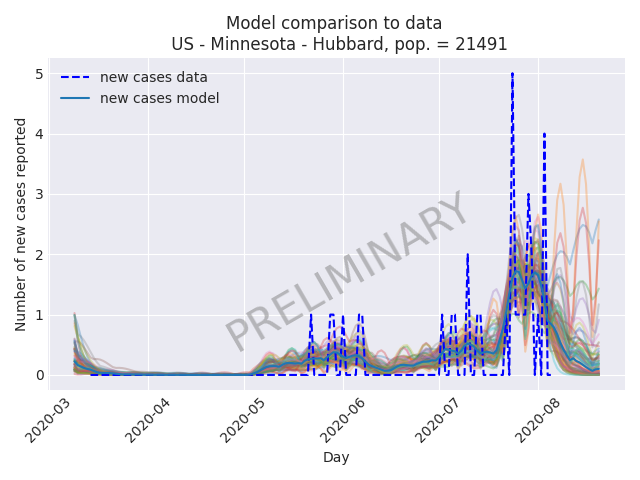 Model comparison to data
US - Minnesota - Hubbard, pop. = 21491
new cases data
new cases model
Number of new cases reported
5
4
3
2
1
0
PRELIMINARY
2020-03
2020-04
2020-05
2020-06
2020-07
2020-08
Day